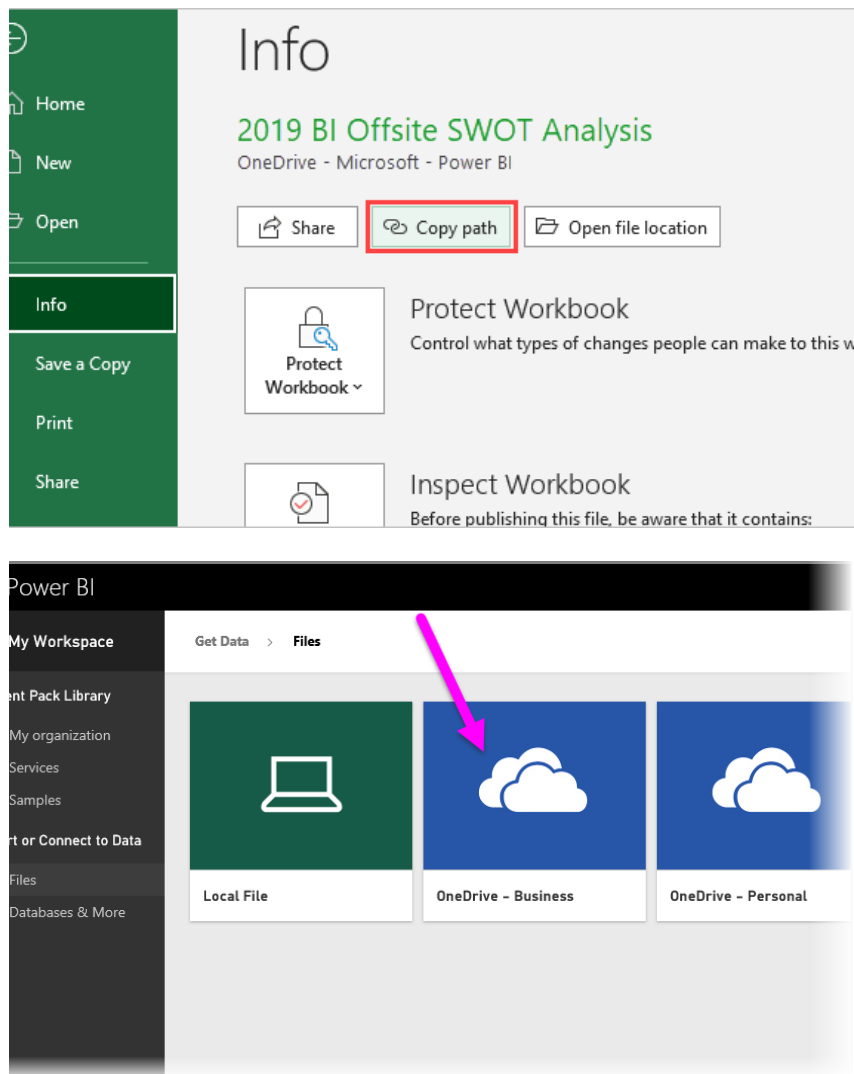 Info
Home
2019 BI Offsite SWOT Analysis
OneDrive - Microsoft - Power BI
New
Open
Share
Copy path
Open file location
Info
Protect Workbook
Control what types of changes people can make to this w
Protect
Workbook
Save a Copy
Print
Share
Inspect Workbook
Before publishing this file, be aware that it contains:
Power BI
My Workspace
Get Data > Files
ent Pack Library
My organization
Services
Samples
rt or Connect to Data
Files
Databases & More
Local File
OneDrive – Business
OneDrive – Personal